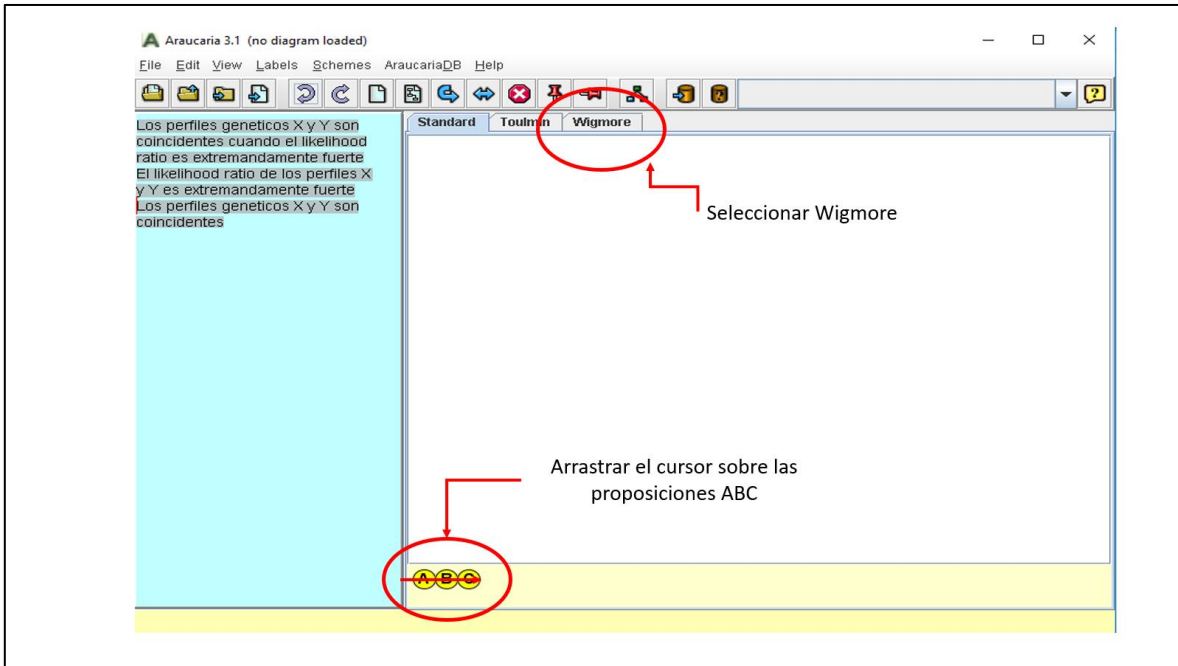 Araucaria 3.1 (no diagram loaded)
File Edit View Labels Schemes AraucariaDB Help
Los perfiles geneticos X y Y son
coincidentes cuando el likelihood
ratio es extremandamente fuerte
El likelihood ratio de los perfiles X
y Y es extremandamente fuerte
Los perfiles geneticos X y Y son
coincidentes
Standard Toulmin Wigmore
Seleccionar Wigmore
Arrastrar el cursor sobre las
proposiciones ABC
A B C